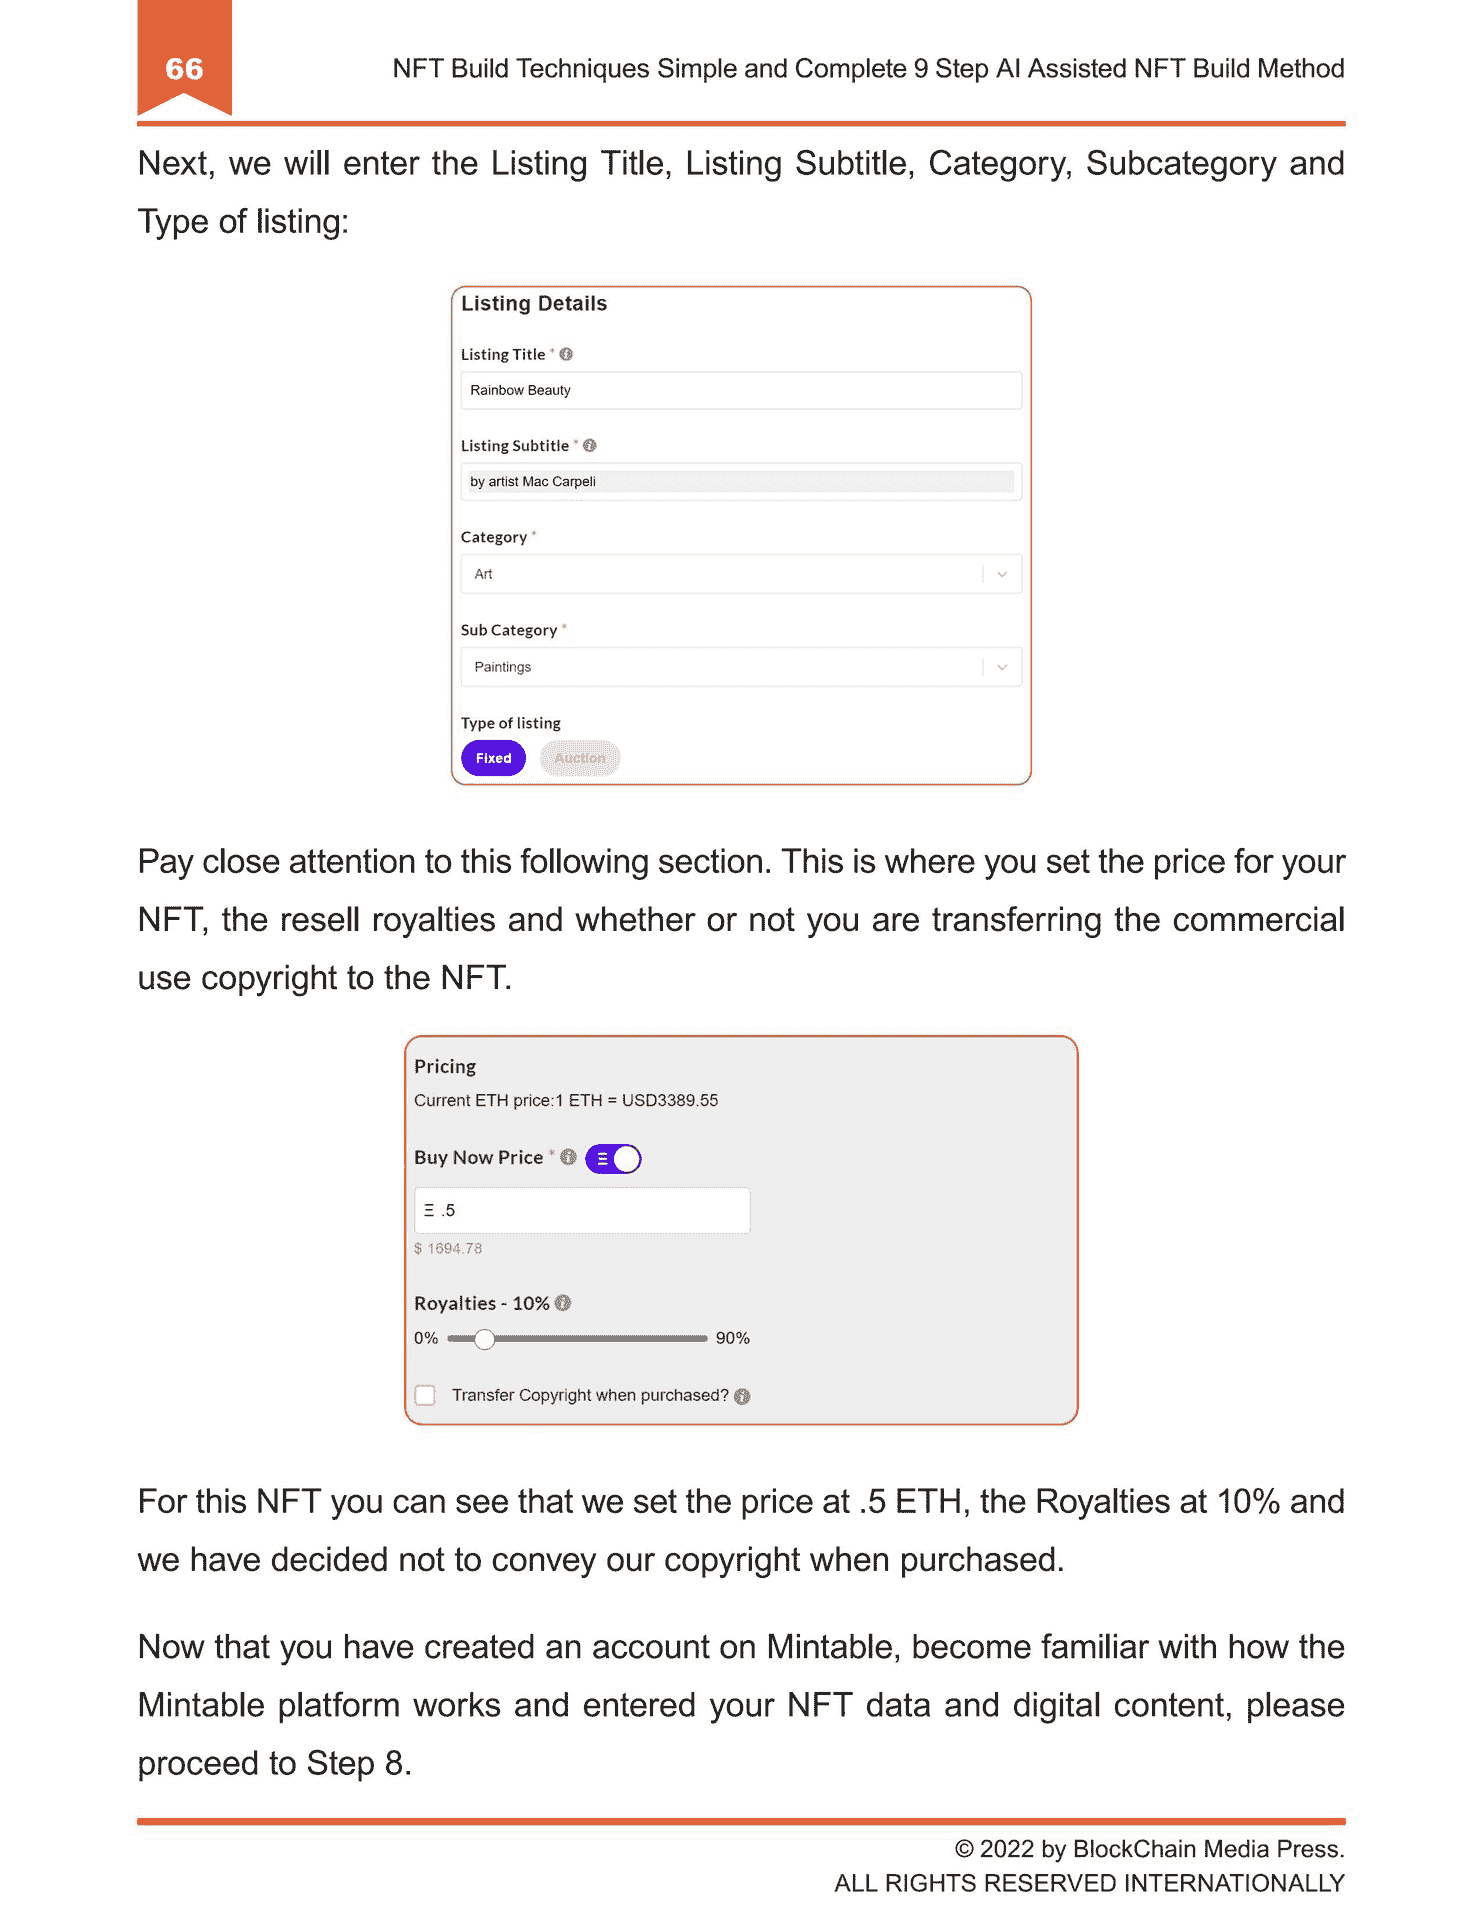 66
NFT Build Techniques Simple and Complete 9 Step AI Assisted NFT Build Method
Next, we will enter the Listing Title, Listing Subtitle, Category, Subcategory and
Type of listing:
Listing Details
Listing Title *
Rainbow Beauty
Listing Subtitle *
by artist Mac Carpeli
Category *
Art
Sub Category *
Paintings
Type of listing
Fixed Auction
Pay close attention to this following section. This is where you set the price for your
NFT, the resell royalties and whether or not you are transferring the commercial
use copyright to the NFT.
Pricing
Current ETH price:1 ETH = USD3389.55
Buy Now Price * Ξ
Ξ .5
$ 1694.78
Royalties - 10%
0% 90%
Transfer Copyright when purchased?
For this NFT you can see that we set the price at .5 ETH, the Royalties at 10% and
we have decided not to convey our copyright when purchased.
Now that you have created an account on Mintable, become familiar with how the
Mintable platform works and entered your NFT data and digital content, please
proceed to Step 8.
© 2022 by BlockChain Media Press.
ALL RIGHTS RESERVED INTERNATIONALLY